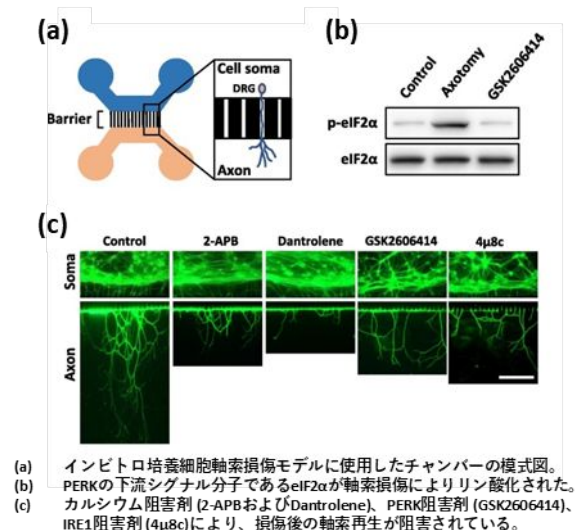 (a)
Cell soma
DRG
Barrier
Axon
(b)
Control
Axotomy
GSK2606414
p-eIF2α
eIF2α
(c)
Control 2-APB Dantrolene GSK2606414 4μ8c
Soma
Axon
(a) インビトロ培養細胞軸索損傷モデルに使用したチャンバーの模式図。
(b) PERKの下流シグナル分子であるeIF2αが軸索損傷によりリン酸化された。
(c) カルシウム阻害剤 (2-APBおよびDantrolene)、PERK阻害剤 (GSK2606414)、
IRE1阻害剤 (4μ8c)により、損傷後の軸索再生が阻害されている。